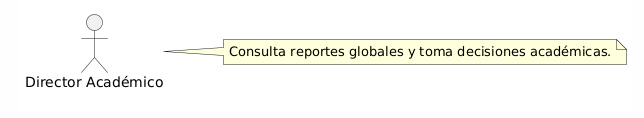 Consulta reportes globales y toma decisiones académicas.
Director Académico